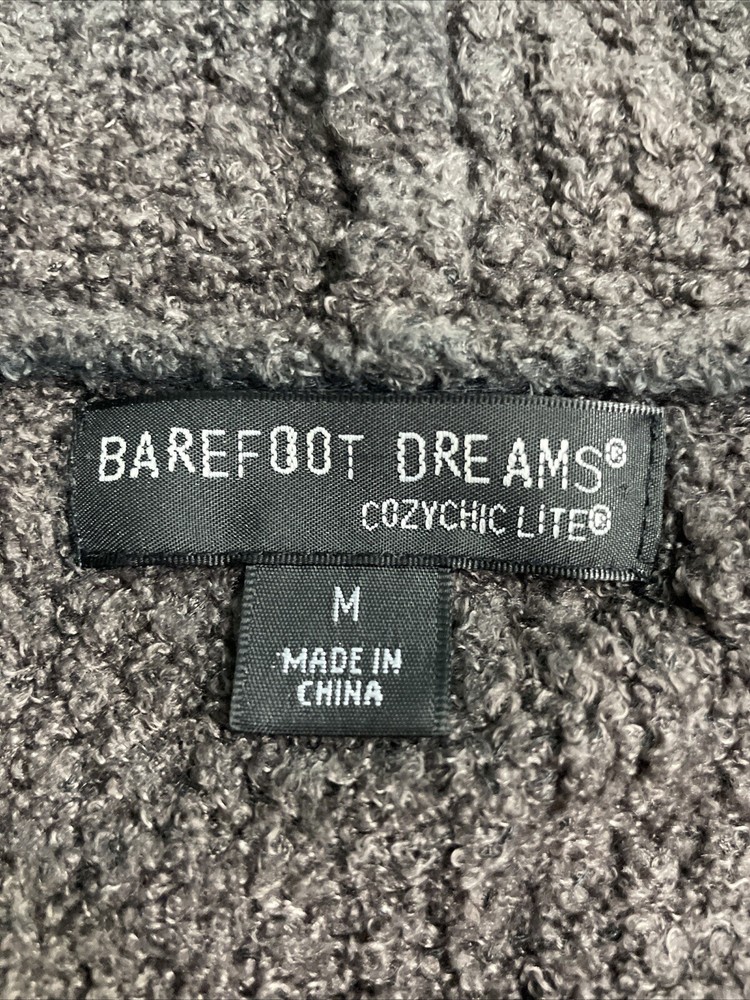 BAREFOOT DREAMS®
COZYCHIC LITE®
M
MADE IN
CHINA